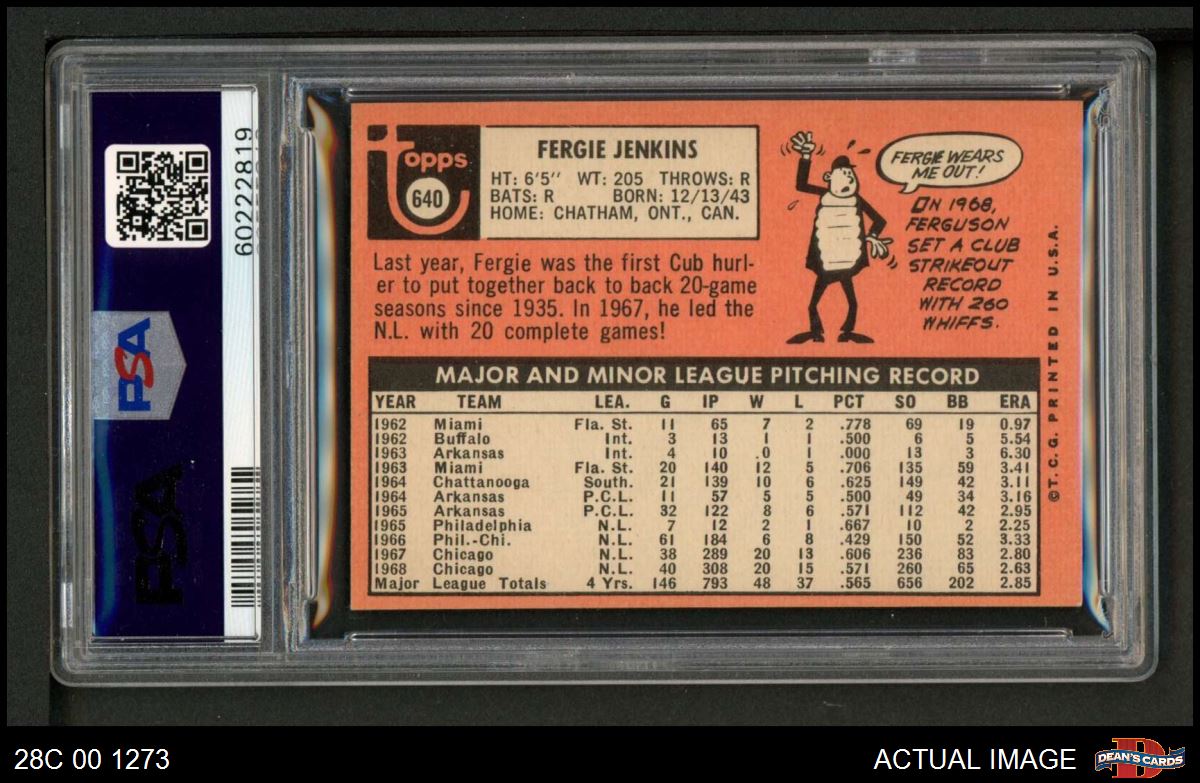 60222819
PSA
PSA
Topps
640
FERGIE JENKINS
HT: 6'5" WT: 205 THROWS: R
BATS: R BORN: 12/13/43
HOME: CHATHAM, ONT., CAN.
Last year, Fergie was the first Cub hurl-
er to put together back to back 20-game
seasons since 1935. In 1967, he led the
N.L. with 20 complete games!
FERGIE WEARS
ME OUT!
ON 1968,
FERGUSON
SET A CLUB
STRIKEOUT
RECORD
WITH 260
WHIFFS.
MAJOR AND MINOR LEAGUE PITCHING RECORD
YEAR TEAM LEA. G IP W L PCT SO BB ERA
1962 Miami Fla. St. 11 65 7 2 .778 69 19 0.97
1962 Buffalo Int. 3 13 1 1 .500 6 5 5.54
1963 Arkansas Int. 4 10 .0 1 .000 13 3 6.30
1963 Miami Fla. St. 20 140 12 5 .706 135 59 3.41
1964 Chattanooga South. 21 139 10 6 .625 149 42 3.11
1964 Arkansas P.C.L. 11 57 5 5 .500 49 34 3.16
1965 Arkansas P.C.L. 32 122 8 6 .571 112 42 2.95
1965 Philadelphia N.L. 7 12 2 1 .667 10 2 2.25
1966 Phil.-Chi. N.L. 61 184 6 8 .429 150 52 3.33
1967 Chicago N.L. 38 289 20 13 .606 236 83 2.80
1968 Chicago N.L. 40 308 20 15 .571 260 65 2.63
Major League Totals 4 Yrs. 146 793 48 37 .565 656 202 2.85
©T.C.G. PRINTED IN U.S.A.
28C 00 1273
ACTUAL IMAGE
D
DEAN'S CARDS